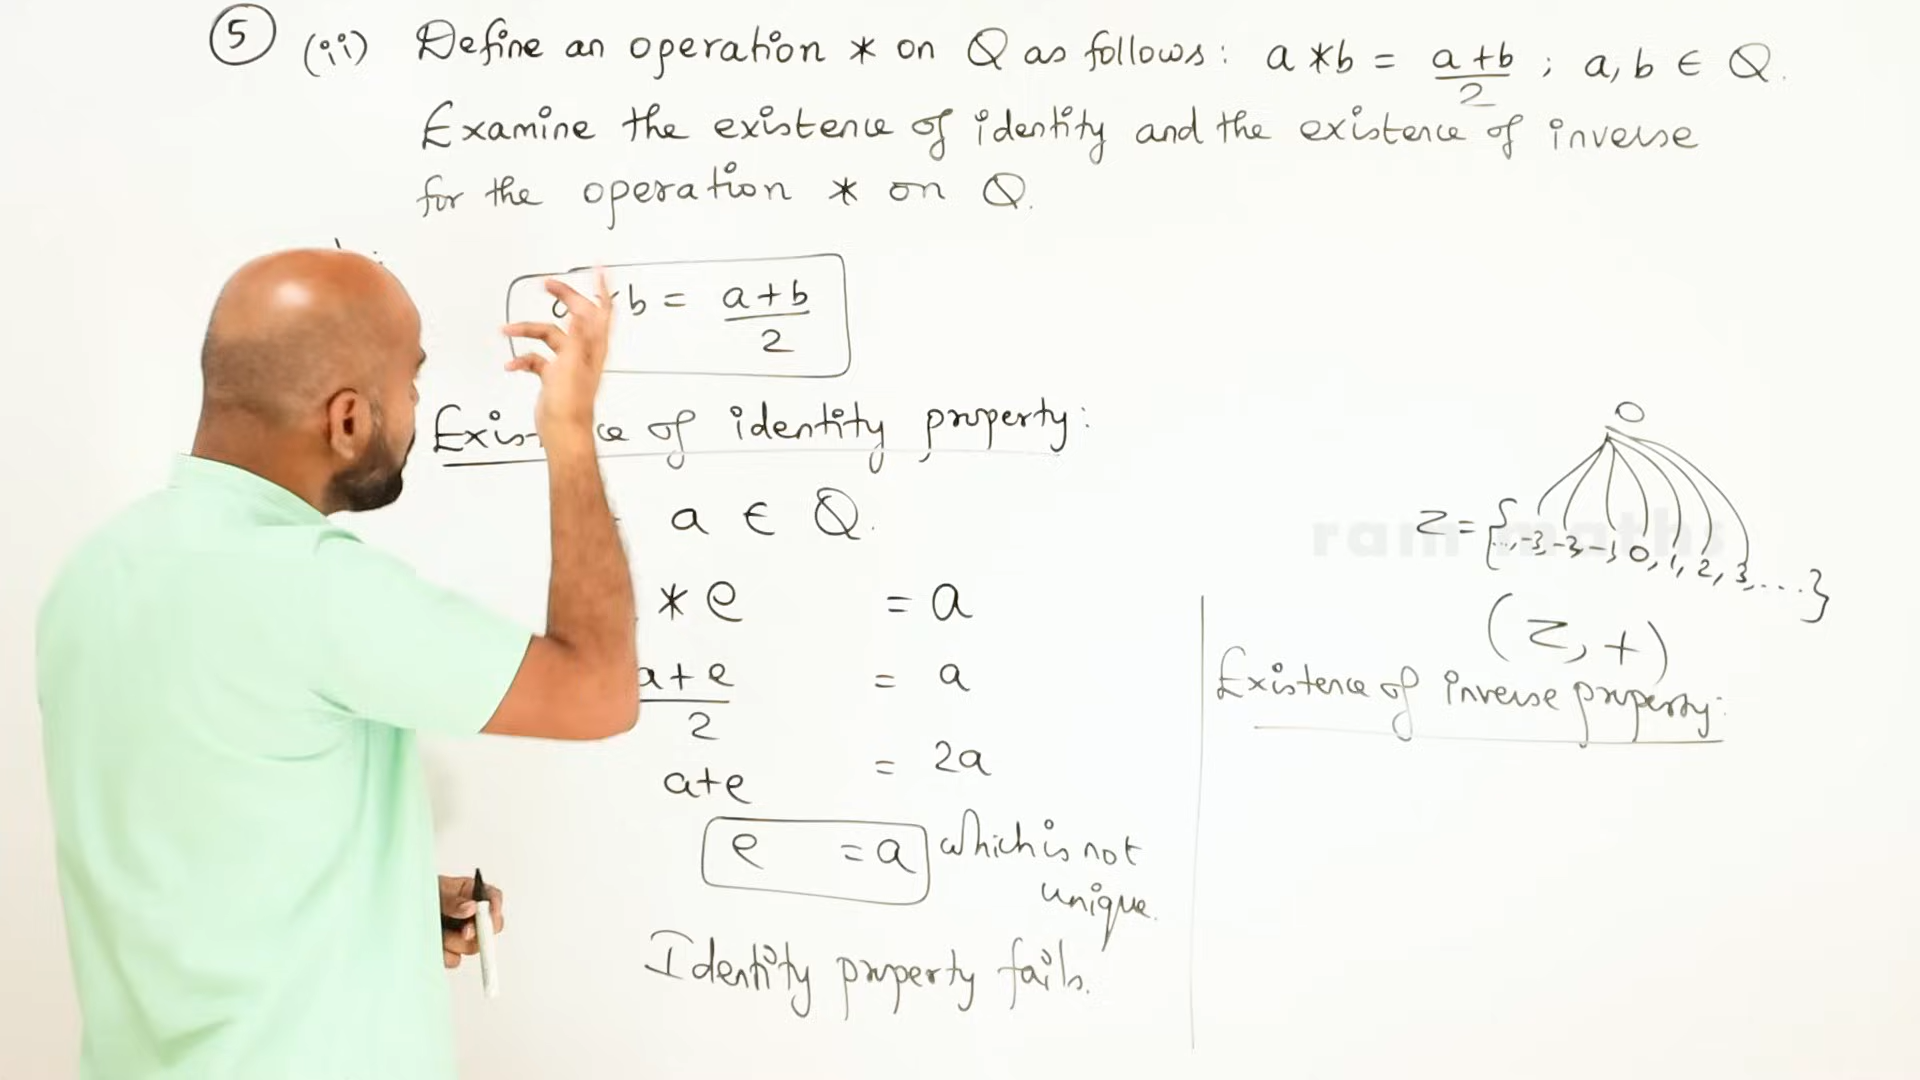 5 (ii) Define an operation * on Q as follows: a * b = a+b/2 ; a, b ∈ Q.
Examine the existence of identity and the existence of inverse
for the operation * on Q.
b = a+b/2
of identity property:
a ∈ Q.
* e = a
a+e/2 = a
a+e = 2a
e = a which is not
unique.
Identity property fails.
0
Z = {..., -3, -3, -1, 0, 1, 2, 3, ....}
(Z, +)
Existence of inverse property:
ram maths